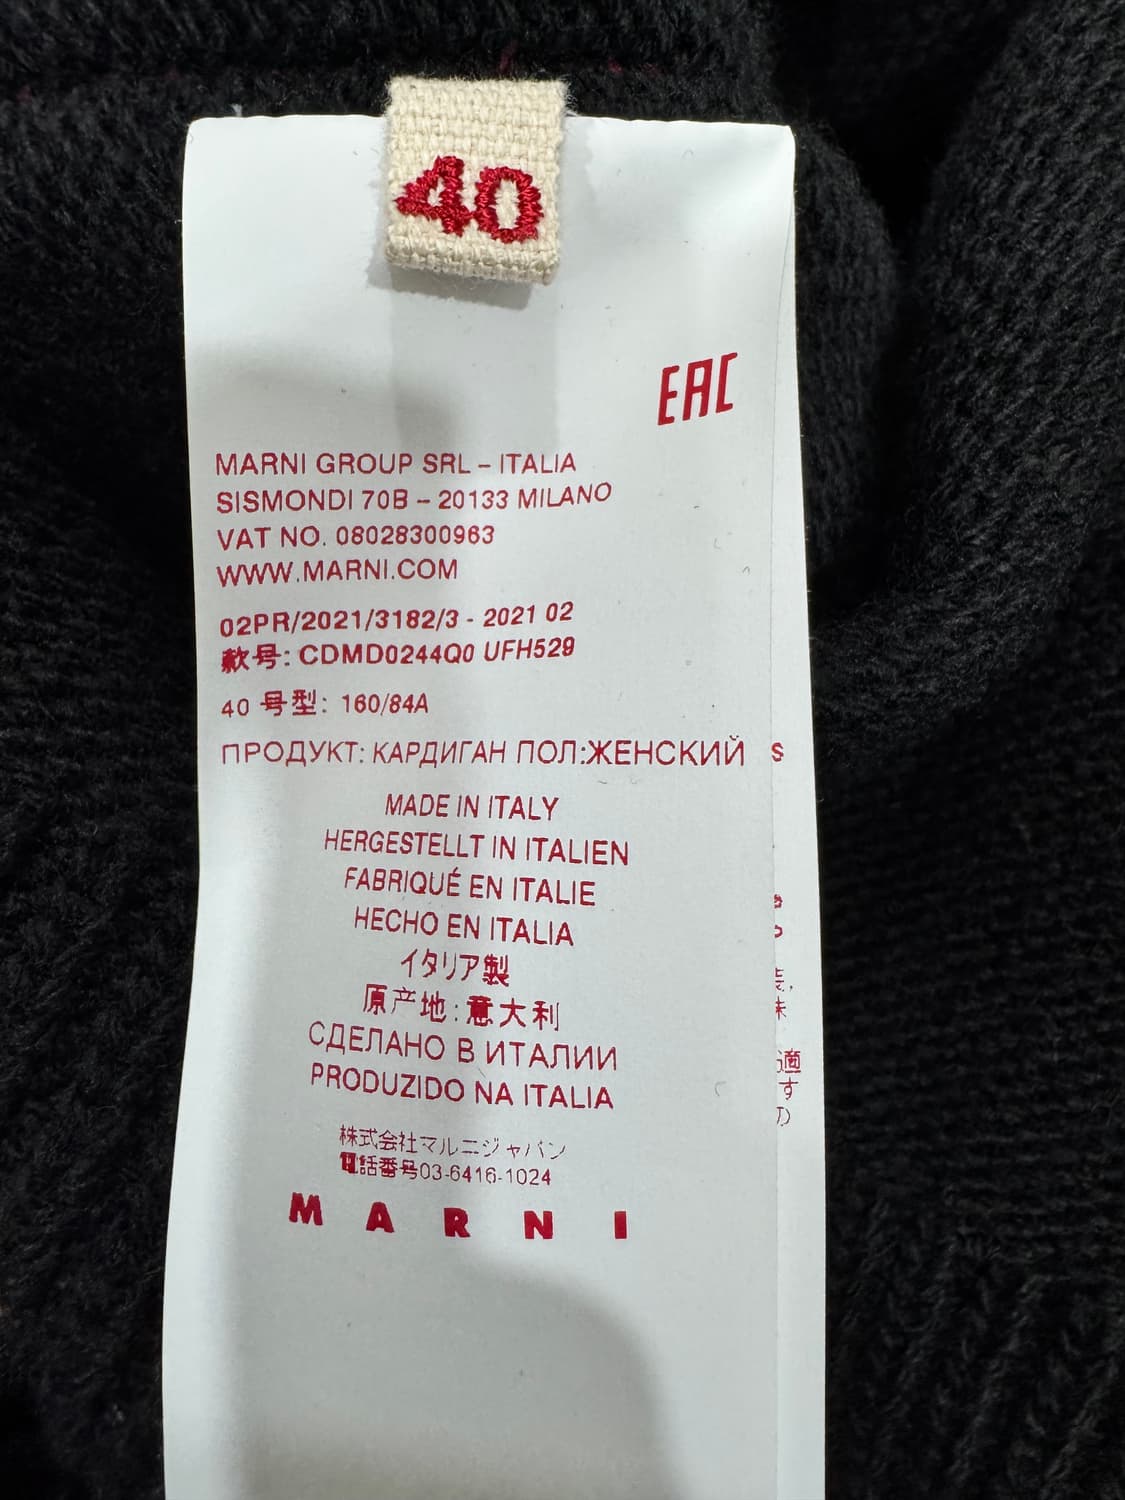 40
EAC
MARNI GROUP SRL – ITALIA
SISMONDI 70B – 20133 MILANO
VAT NO. 08028300963
WWW.MARNI.COM
02PR/2021/3182/3 - 2021 02
款号: CDMD0244Q0 UFH529
40 号型: 160/84A
ПРОДУКТ: КАРДИГАН ПОЛ:ЖЕНСКИЙ
MADE IN ITALY
HERGESTELLT IN ITALIEN
FABRIQUÉ EN ITALIE
HECHO EN ITALIA
イタリア製
原产地: 意大利
СДЕЛАНО В ИТАЛИИ
PRODUZIDO NA ITALIA
株式会社マルニジャパン
電話番号03-6416-1024
MARNI